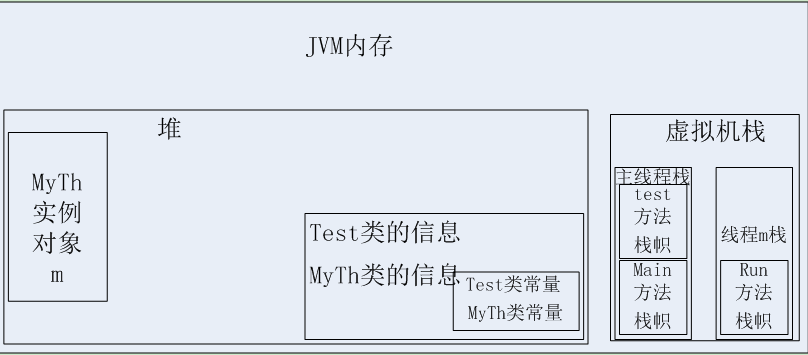 JVM内存
堆
MyTh
实例
对象
m
Test类的信息
MyTh类的信息
Test类常量
MyTh类常量
虚拟机栈
主线程栈
test
方法
栈帜
Main
方法
栈帜
线程m栈
Run
方法
栈帜